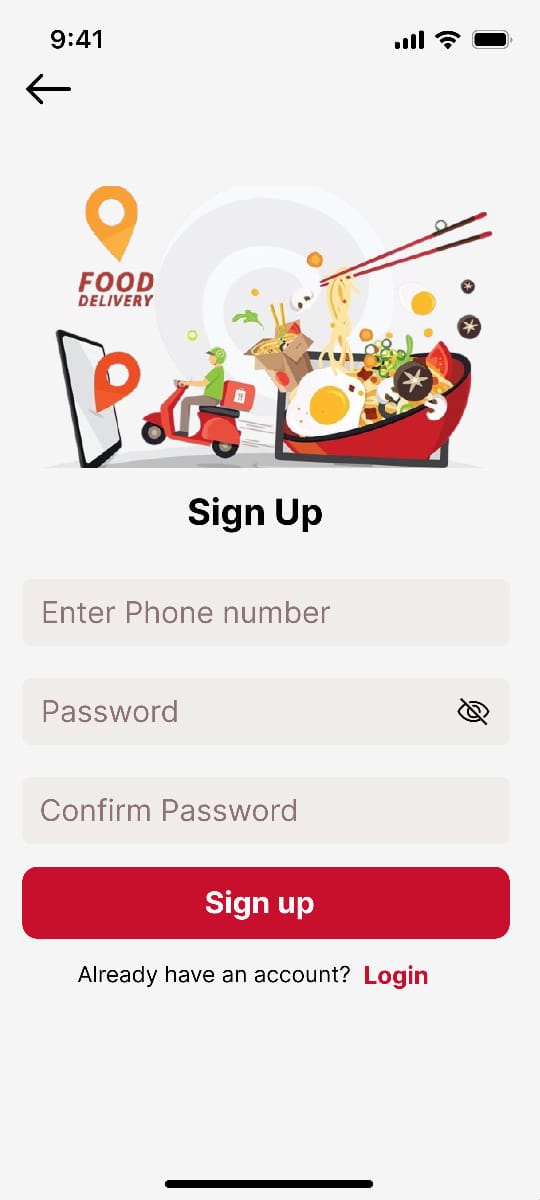 9:41
FOOD
DELIVERY
Sign Up
Enter Phone number
Password
Confirm Password
Sign up
Already have an account? Login